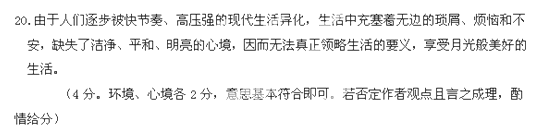 20.由于人们逐步被快节奏、高压强的现代生活异化，生活中充塞着无边的琐屑、烦恼和不
安，缺失了洁净、平和、明亮的心境，因而无法真正领略生活的要义，享受月光般美好的
生活。
（4 分。环境、心境各 2 分，意思基本符合即可。若否定作者观点且言之成理，酌
情给分）